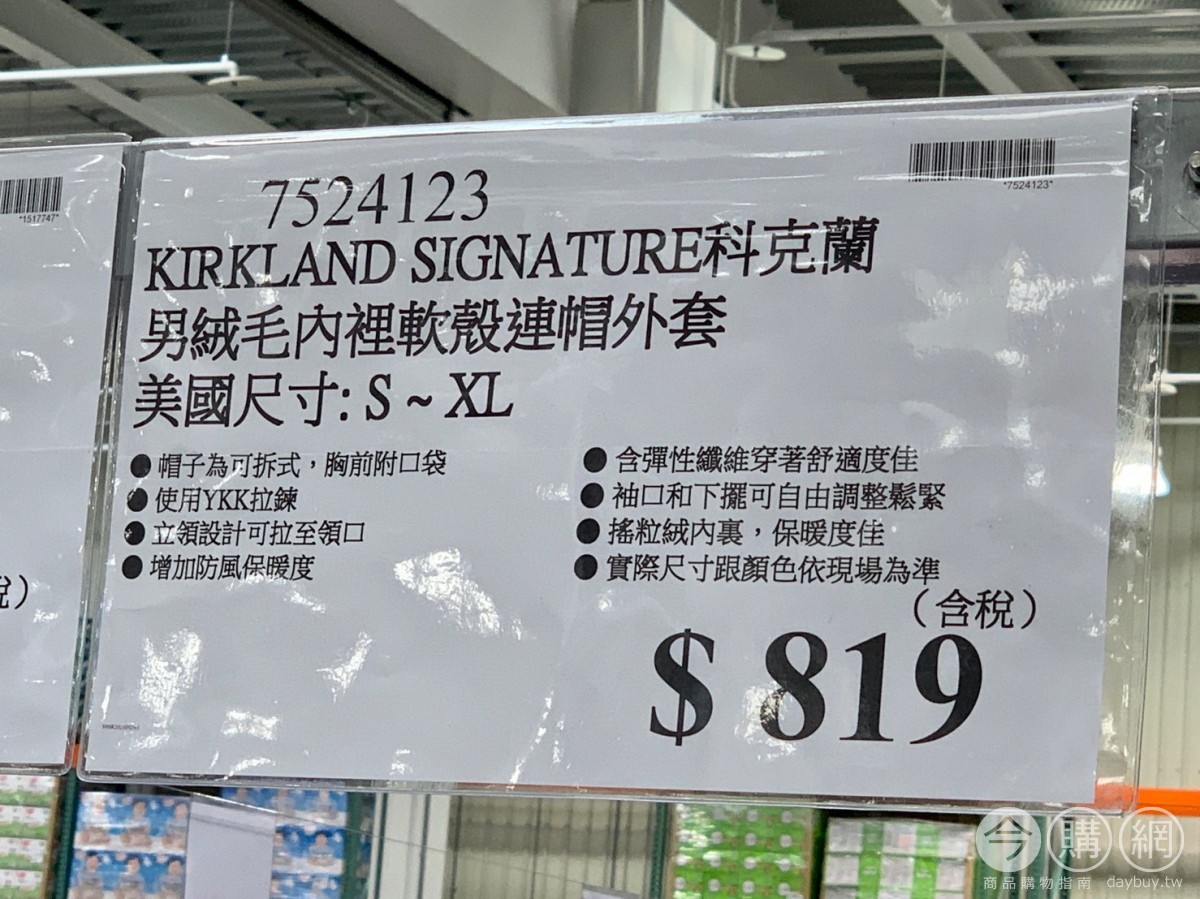 *1517747*
稅）
7524123
*7524123*
KIRKLAND SIGNATURE科克蘭
男絨毛內裡軟殼連帽外套
美國尺寸: S ~ XL
● 帽子為可拆式，胸前附口袋
● 使用YKK拉鍊
● 立領設計可拉至領口
● 增加防風保暖度
● 含彈性纖維穿著舒適度佳
● 袖口和下擺可自由調整鬆緊
● 搖粒絨內裏，保暖度佳
● 實際尺寸跟顏色依現場為準
（含稅）
$ 819
今購網
商品購物指南 daybuy.tw